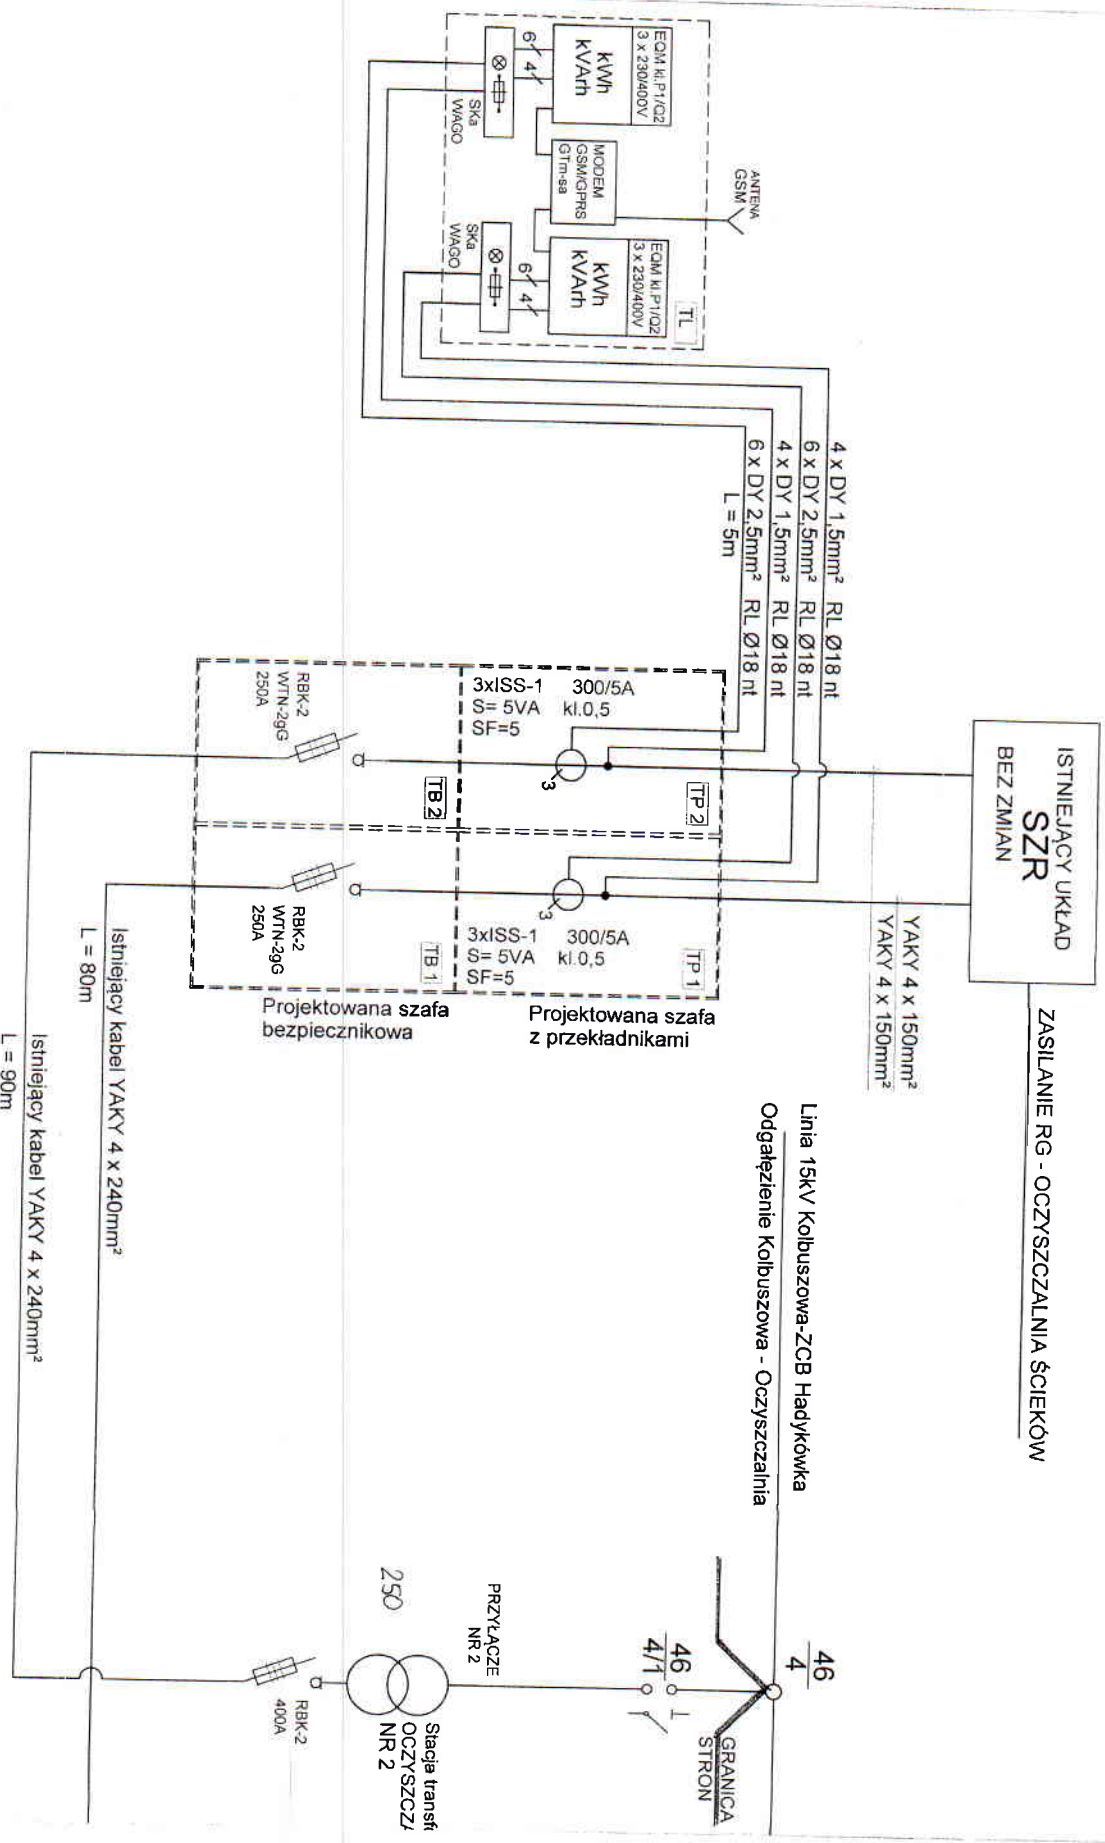 EQM kl.P1/Q2
3 x 230/400V
kWh
kVArh
6
4
SKa
WAGO
MODEM
GSM/GPRS
GTm-sa
ANTENA
GSM
EQM kl.P1/Q2
3 x 230/400V
kWh
kVArh
6
4
SKa
WAGO
TL
4 x DY 1,5mm² RL Ø18 nt
6 x DY 2,5mm² RL Ø18 nt
4 x DY 1,5mm² RL Ø18 nt
6 x DY 2,5mm² RL Ø18 nt
L = 5m
ISTNIEJĄCY UKŁAD
SZR
BEZ ZMIAN
ZASILANIE RG - OCZYSZCZALNIA ŚCIEKÓW
YAKY 4 x 150mm²
YAKY 4 x 150mm²
3xISS-1 300/5A
S= 5VA kl.0,5
SF=5
3
TP 2
RBK-2
WTN-2gG
250A
TB 2
3xISS-1 300/5A
S= 5VA kl.0,5
SF=5
3
TP 1
RBK-2
WTN-2gG
250A
TB 1
Projektowana szafa
bezpiecznikowa
Projektowana szafa
z przekładnikami
Istniejący kabel YAKY 4 x 240mm²
L = 80m
Istniejący kabel YAKY 4 x 240mm²
L = 90m
Linia 15kV Kolbuszowa-ZCB Hadykówka
Odgałęzienie Kolbuszowa - Oczyszczalnia
46
4
46
4/1
GRANICA
STRON
PRZYŁĄCZE
NR 2
250
Stacja transf
OCZYSZCZ
NR 2
RBK-2
400A